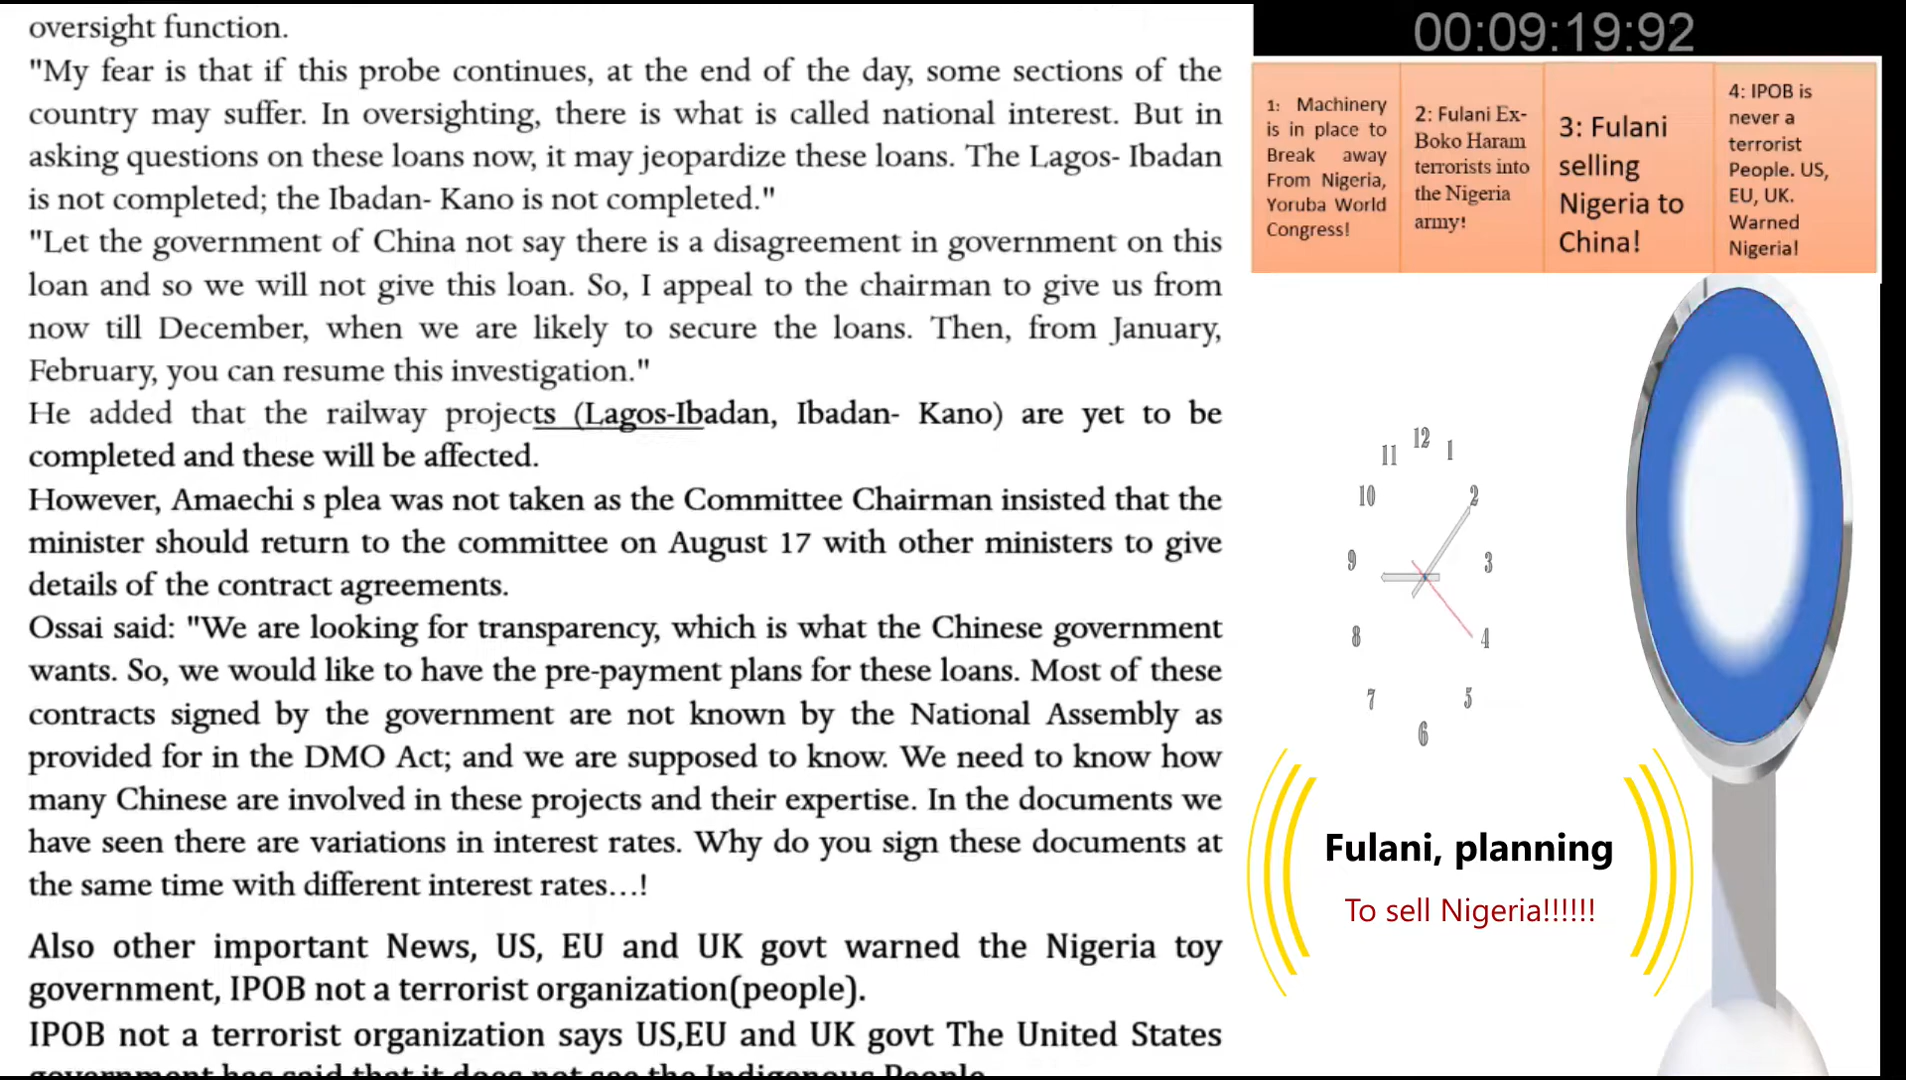 oversight function.
"My fear is that if this probe continues, at the end of the day, some sections of the
country may suffer. In oversighting, there is what is called national interest. But in
asking questions on these loans now, it may jeopardize these loans. The Lagos- Ibadan
is not completed; the Ibadan- Kano is not completed."
"Let the government of China not say there is a disagreement in government on this
loan and so we will not give this loan. So, I appeal to the chairman to give us from
now till December, when we are likely to secure the loans. Then, from January,
February, you can resume this investigation."
He added that the railway projects (Lagos-Ibadan, Ibadan- Kano) are yet to be
completed and these will be affected.
However, Amaechi s plea was not taken as the Committee Chairman insisted that the
minister should return to the committee on August 17 with other ministers to give
details of the contract agreements.
Ossai said: "We are looking for transparency, which is what the Chinese government
wants. So, we would like to have the pre-payment plans for these loans. Most of these
contracts signed by the government are not known by the National Assembly as
provided for in the DMO Act; and we are supposed to know. We need to know how
many Chinese are involved in these projects and their expertise. In the documents we
have seen there are variations in interest rates. Why do you sign these documents at
the same time with different interest rates...!
Also other important News, US, EU and UK govt warned the Nigeria toy
government, IPOB not a terrorist organization(people).
IPOB not a terrorist organization says US,EU and UK govt The United States
government has said that it does not see the Indigenous People
00:09:19:92
1: Machinery
is in place to
Break away
From Nigeria,
Yoruba World
Congress!
2: Fulani Ex-
Boko Haram
terrorists into
the Nigeria
army!
3: Fulani
selling
Nigeria to
China!
4: IPOB is
never a
terrorist
People. US,
EU, UK.
Warned
Nigeria!
12
1
2
3
4
5
6
7
8
9
10
11
Fulani, planning
To sell Nigeria!!!!!!